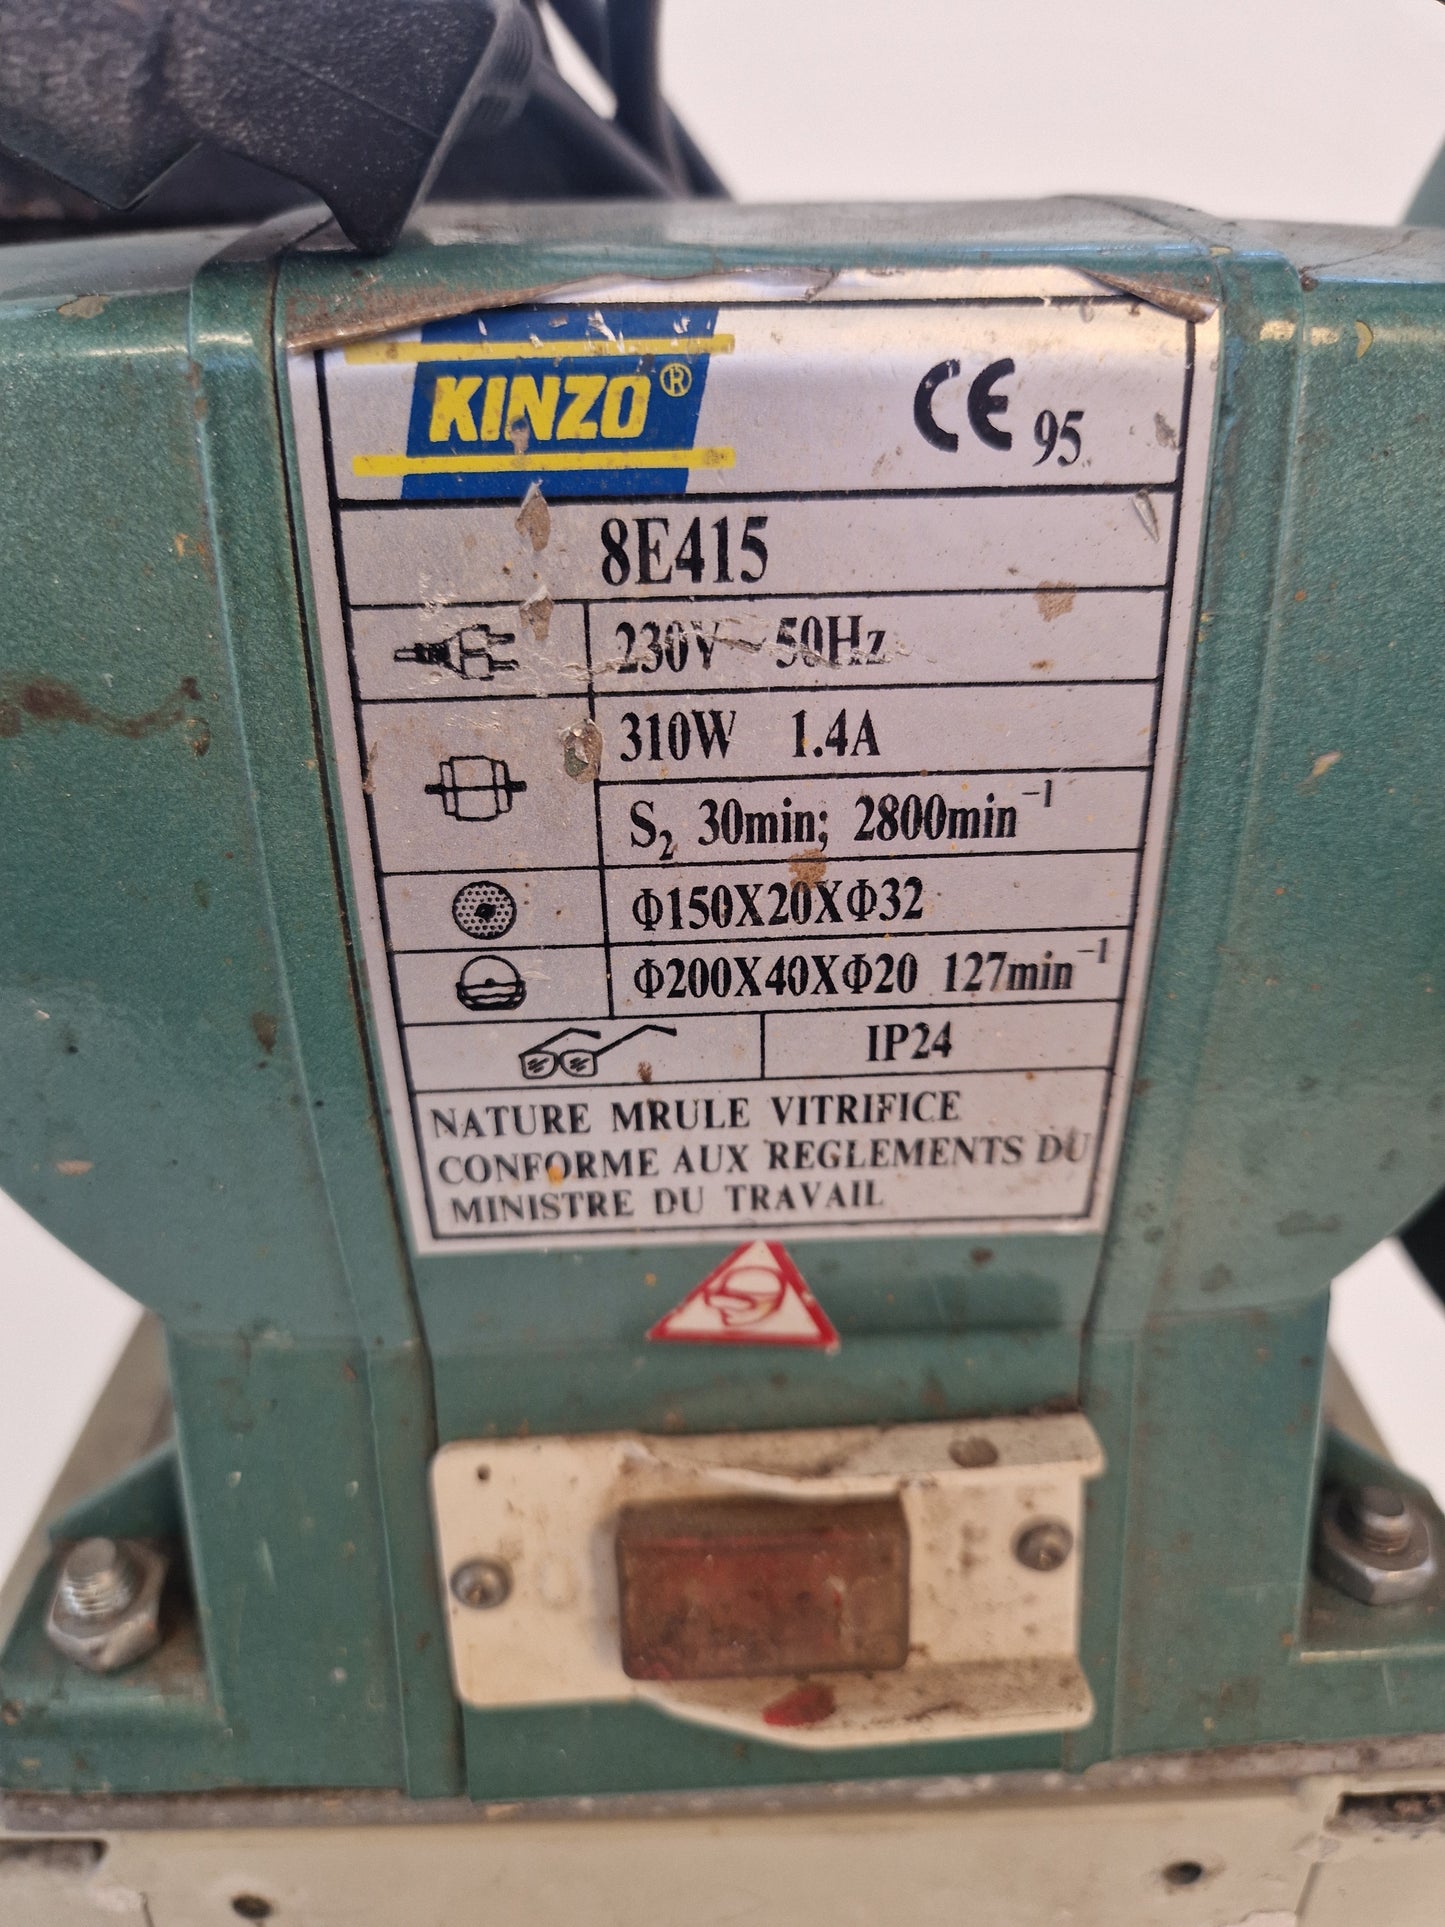 KINZO®
CE 95
8E415
230V ~ 50Hz
310W 1.4A
S₂ 30min; 2800min⁻¹
Φ150X20XΦ32
Φ200X40XΦ20 127min⁻¹
IP24
NATURE MRULE VITRIFICE
CONFORME AUX REGLEMENTS DU
MINISTRE DU TRAVAIL